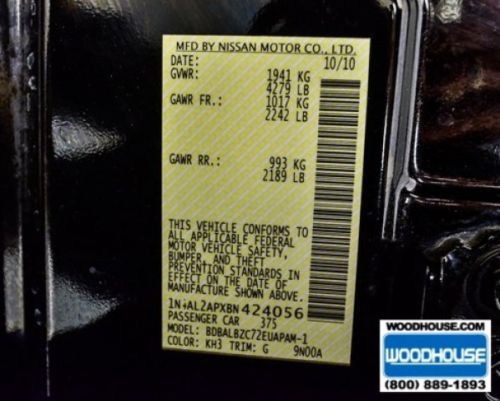 MFD BY NISSAN MOTOR CO., LTD.
DATE: 10/10
GVWR: 1941 KG
4279 LB
GAWR FR.: 1017 KG
2242 LB
GAWR RR.: 993 KG
2189 LB
THIS VEHICLE CONFORMS TO
ALL APPLICABLE FEDERAL
MOTOR VEHICLE SAFETY,
BUMPER, AND THEFT
PREVENTION STANDARDS IN
EFFECT ON THE DATE OF
MANUFACTURE SHOWN ABOVE.
1N4AL2APXBN424056
PASSENGER CAR 375
MODEL: BDBALBZC72EUAPAM-1
COLOR: KH3 TRIM: G 9N00A
WOODHOUSE.COM
WOODHOUSE
(800) 889-1893